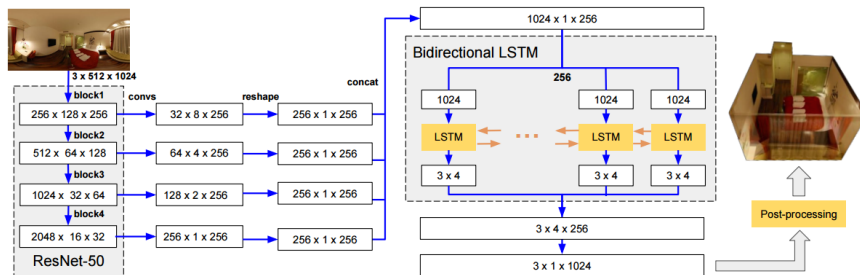 3 x 512 x 1024
block1
convs
reshape
concat
256 x 128 x 256
32 x 8 x 256
256 x 1 x 256
block2
512 x 64 x 128
64 x 4 x 256
256 x 1 x 256
block3
1024 x 32 x 64
128 x 2 x 256
256 x 1 x 256
block4
2048 x 16 x 32
256 x 1 x 256
256 x 1 x 256
ResNet-50
1024 x 1 x 256
Bidirectional LSTM
256
1024
1024
1024
LSTM
LSTM
LSTM
3 x 4
3 x 4
3 x 4
3 x 4 x 256
3 x 1 x 1024
Post-processing